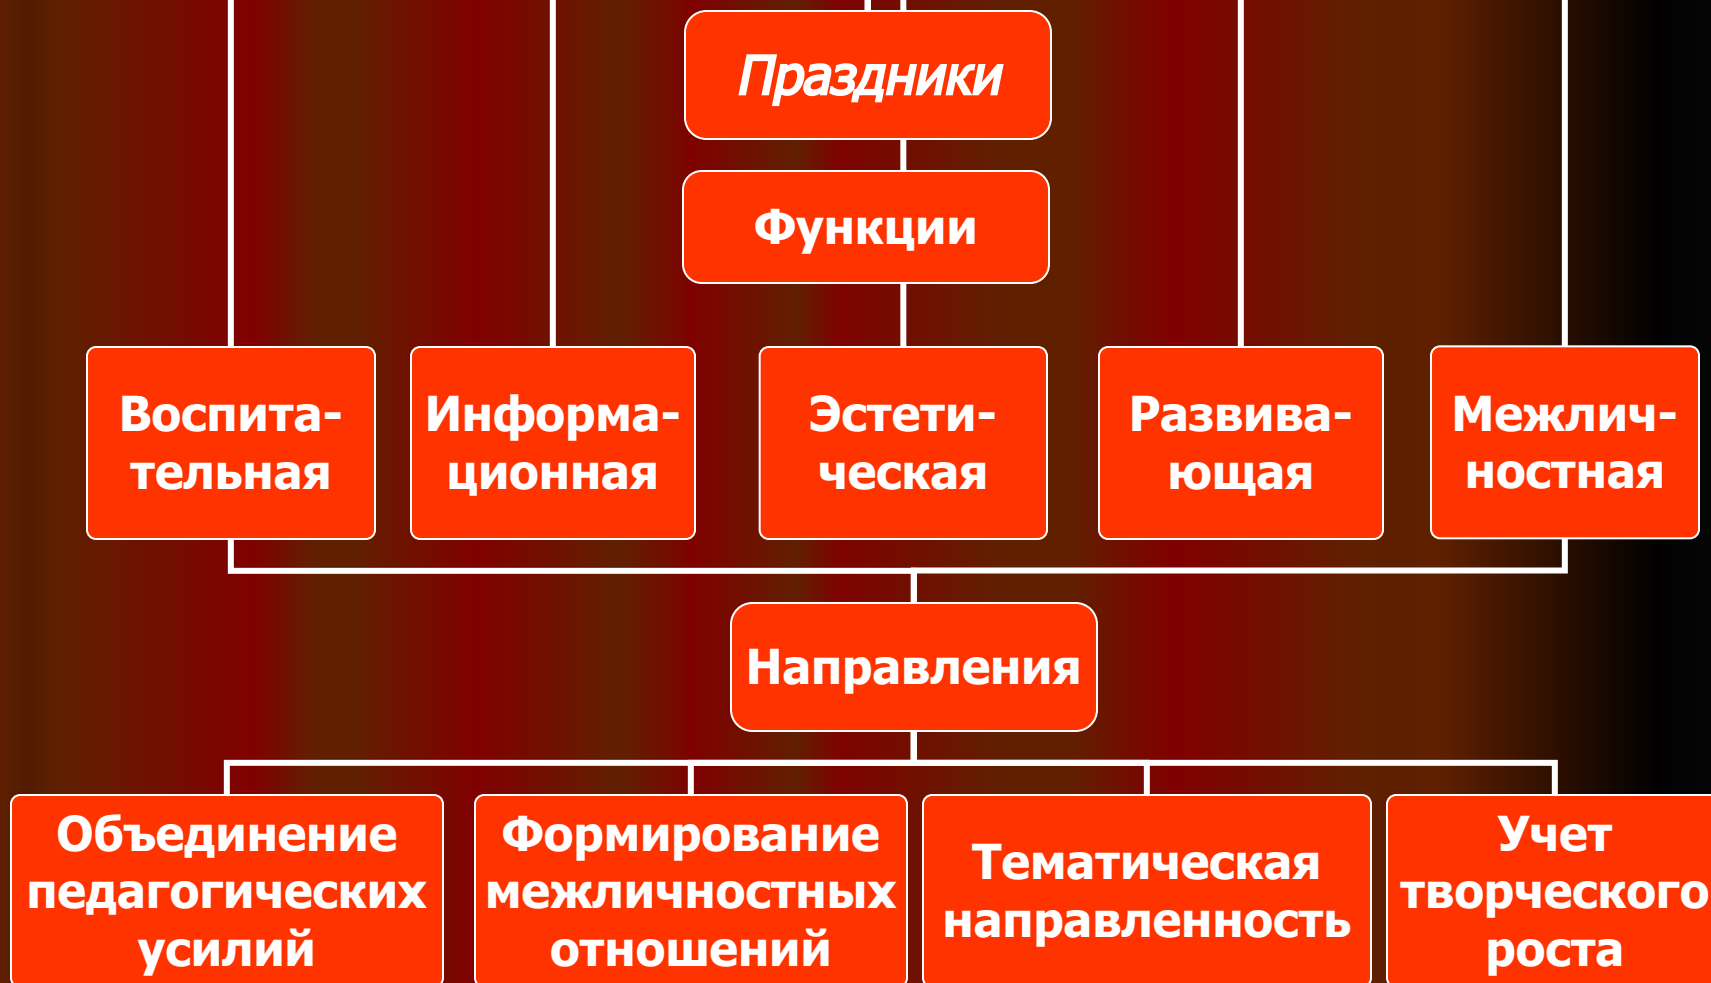 Праздники
Функции
Воспита-
тельная
Информа-
ционная
Эстети-
ческая
Развива-
ющая
Межлич-
ностная
Направления
Объединение
педагогических
усилий
Формирование
межличностных
отношений
Тематическая
направленность
Учет
творческого
роста